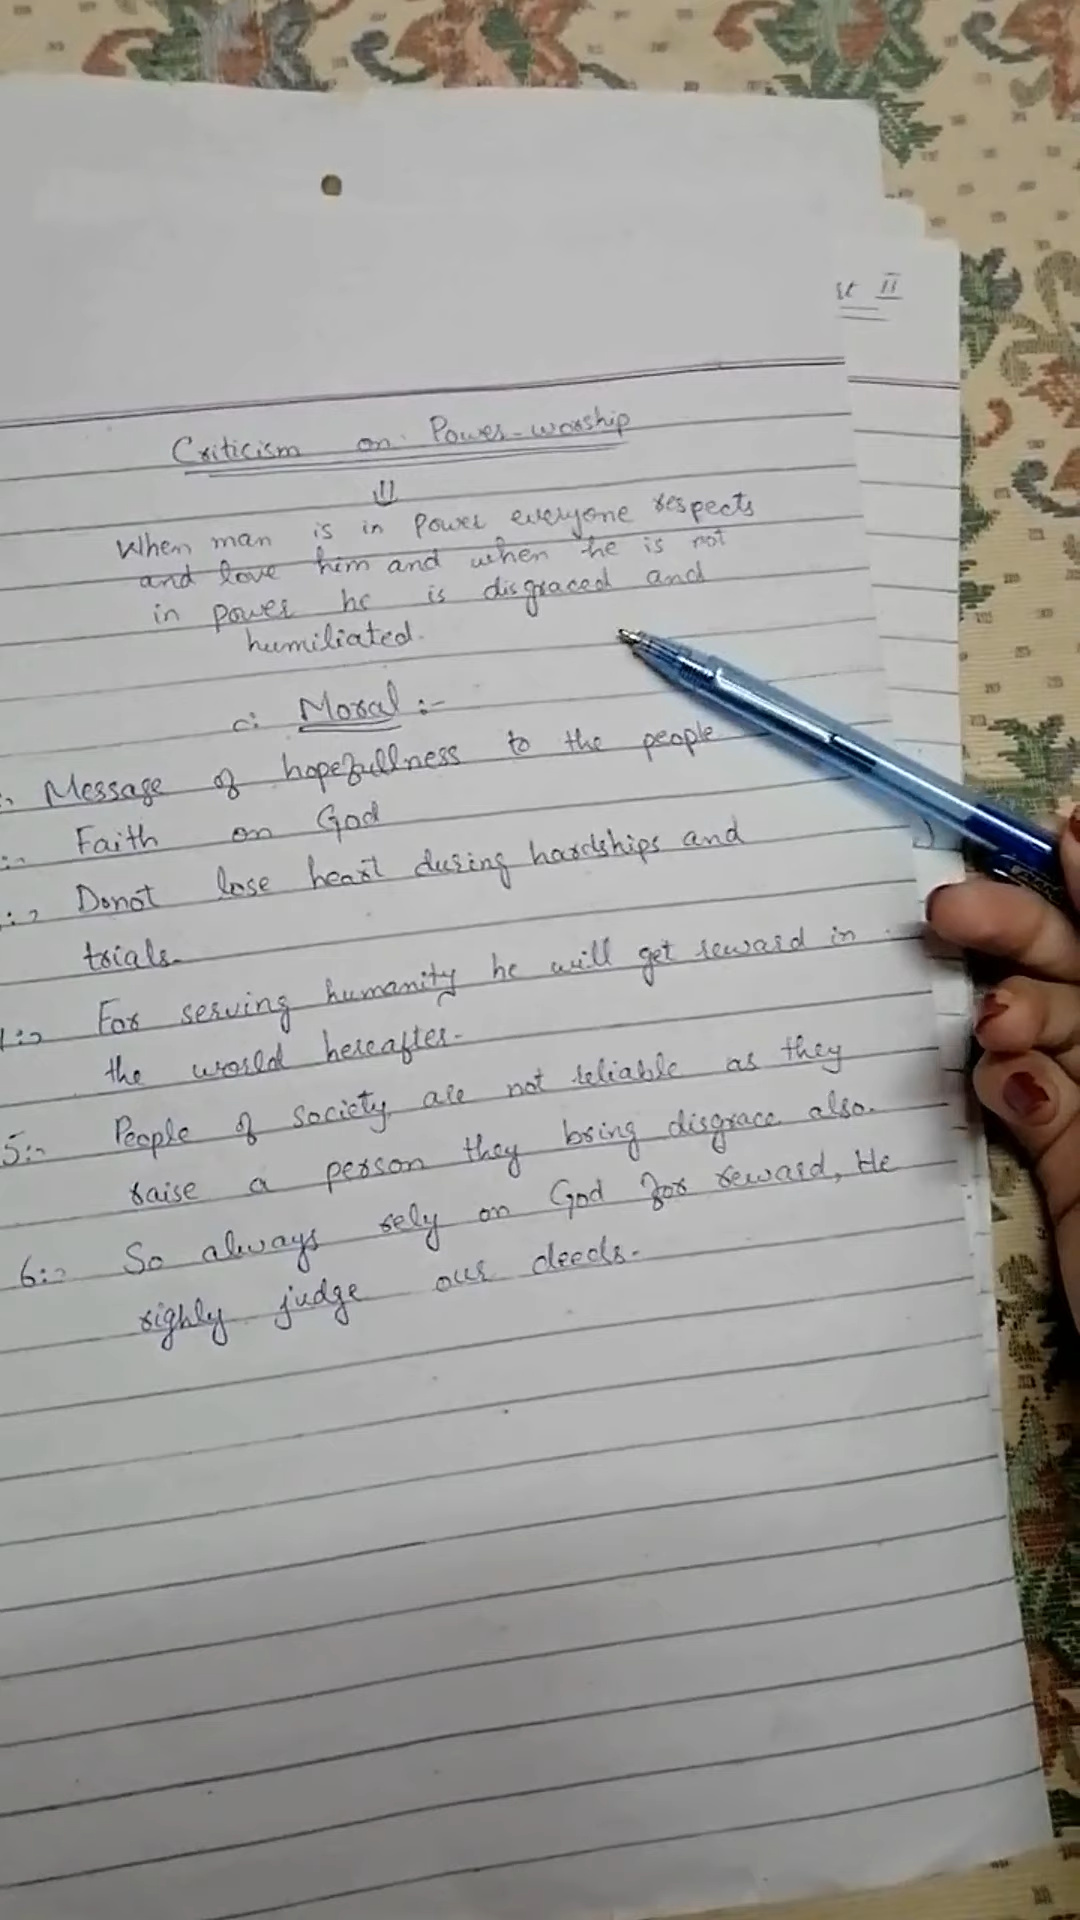 st II
Criticism on Power-worship
⇓
When man is in power everyone respects
and love him and when he is not
in power he is disgraced and
humiliated.
c: Moral :-
Message of hopefullness to the people
Faith on God
Donot lose heart during hardships and
trials.
For serving humanity he will get reward in
the world hereafter.
5:- People of society are not reliable as they
raise a person they bring disgrace also.
6:- So always rely on God for reward, He
righly judge our deeds.